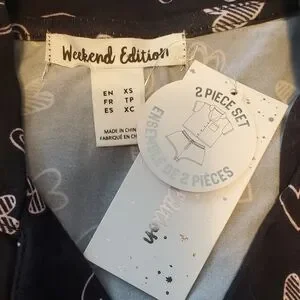 Weekend Edition
EN XS
FR TP
ES XC
MADE IN CHINA
FABRIQUÉ EN CH
2 PIECE SET
ENSEMBLE DE 2 PIÈCES